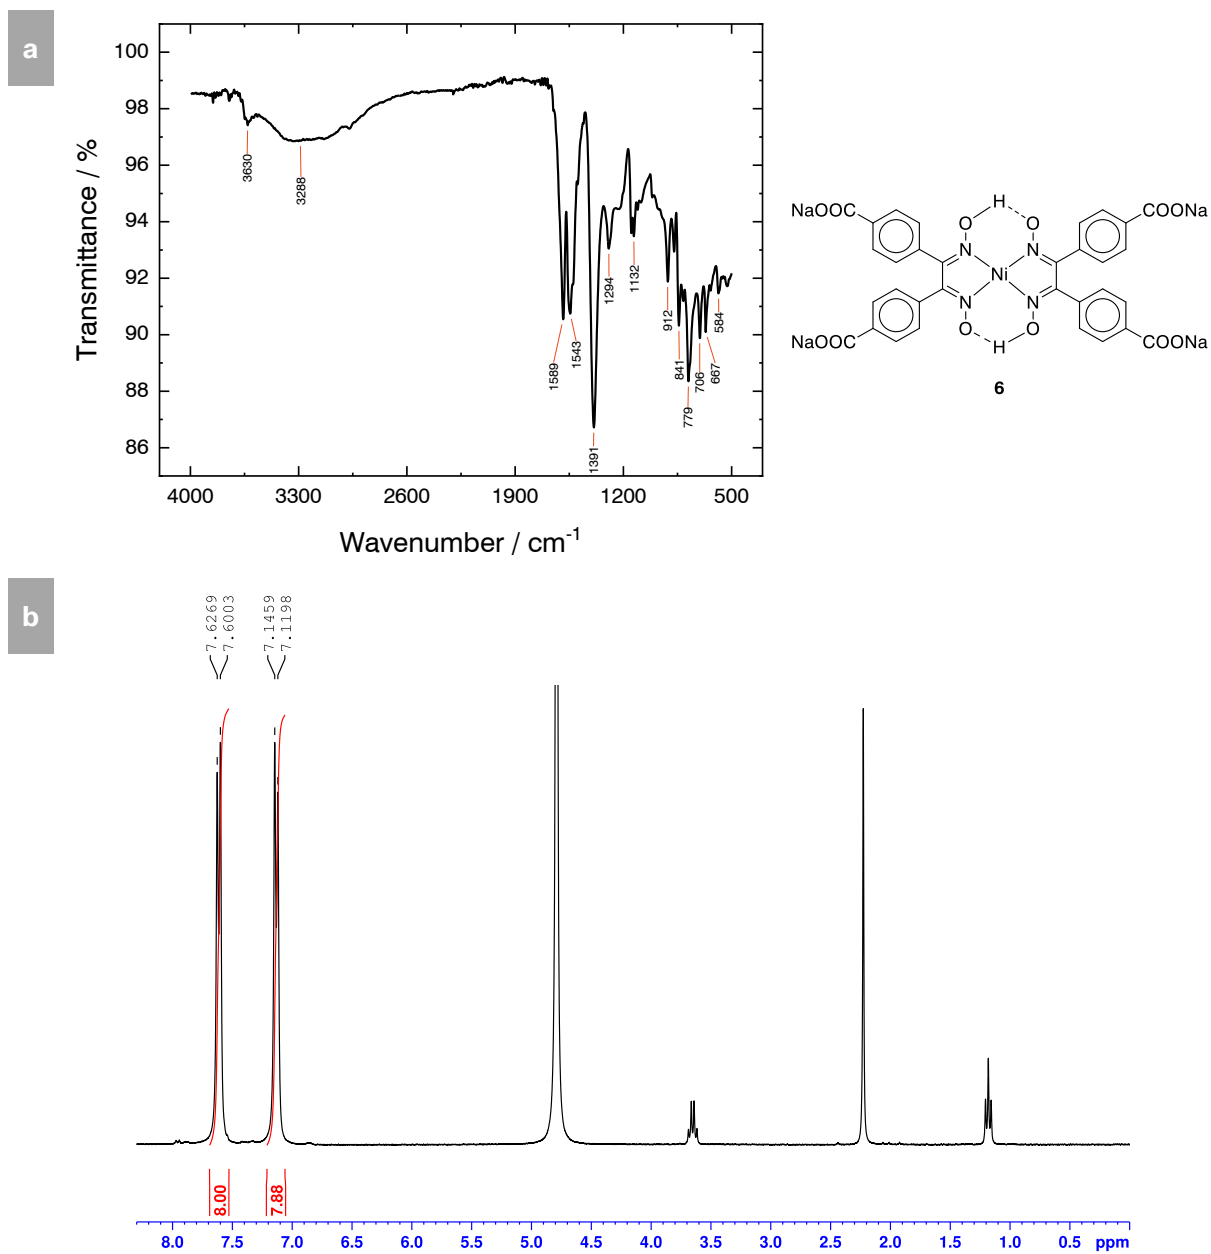 a
100
98
96
94
92
90
88
86
Transmittance / %
3630
3288
1589
1543
1391
1294
1132
912
841
779
706
667
584
4000 3300 2600 1900 1200 500
Wavenumber / cm-1
H
O O
NaOOC COONa
N N
Ni
N N
O O
H
NaOOC COONa
6
b
7.6269
7.6003
7.1459
7.1198
8.00
7.88
8.0 7.5 7.0 6.5 6.0 5.5 5.0 4.5 4.0 3.5 3.0 2.5 2.0 1.5 1.0 0.5 ppm